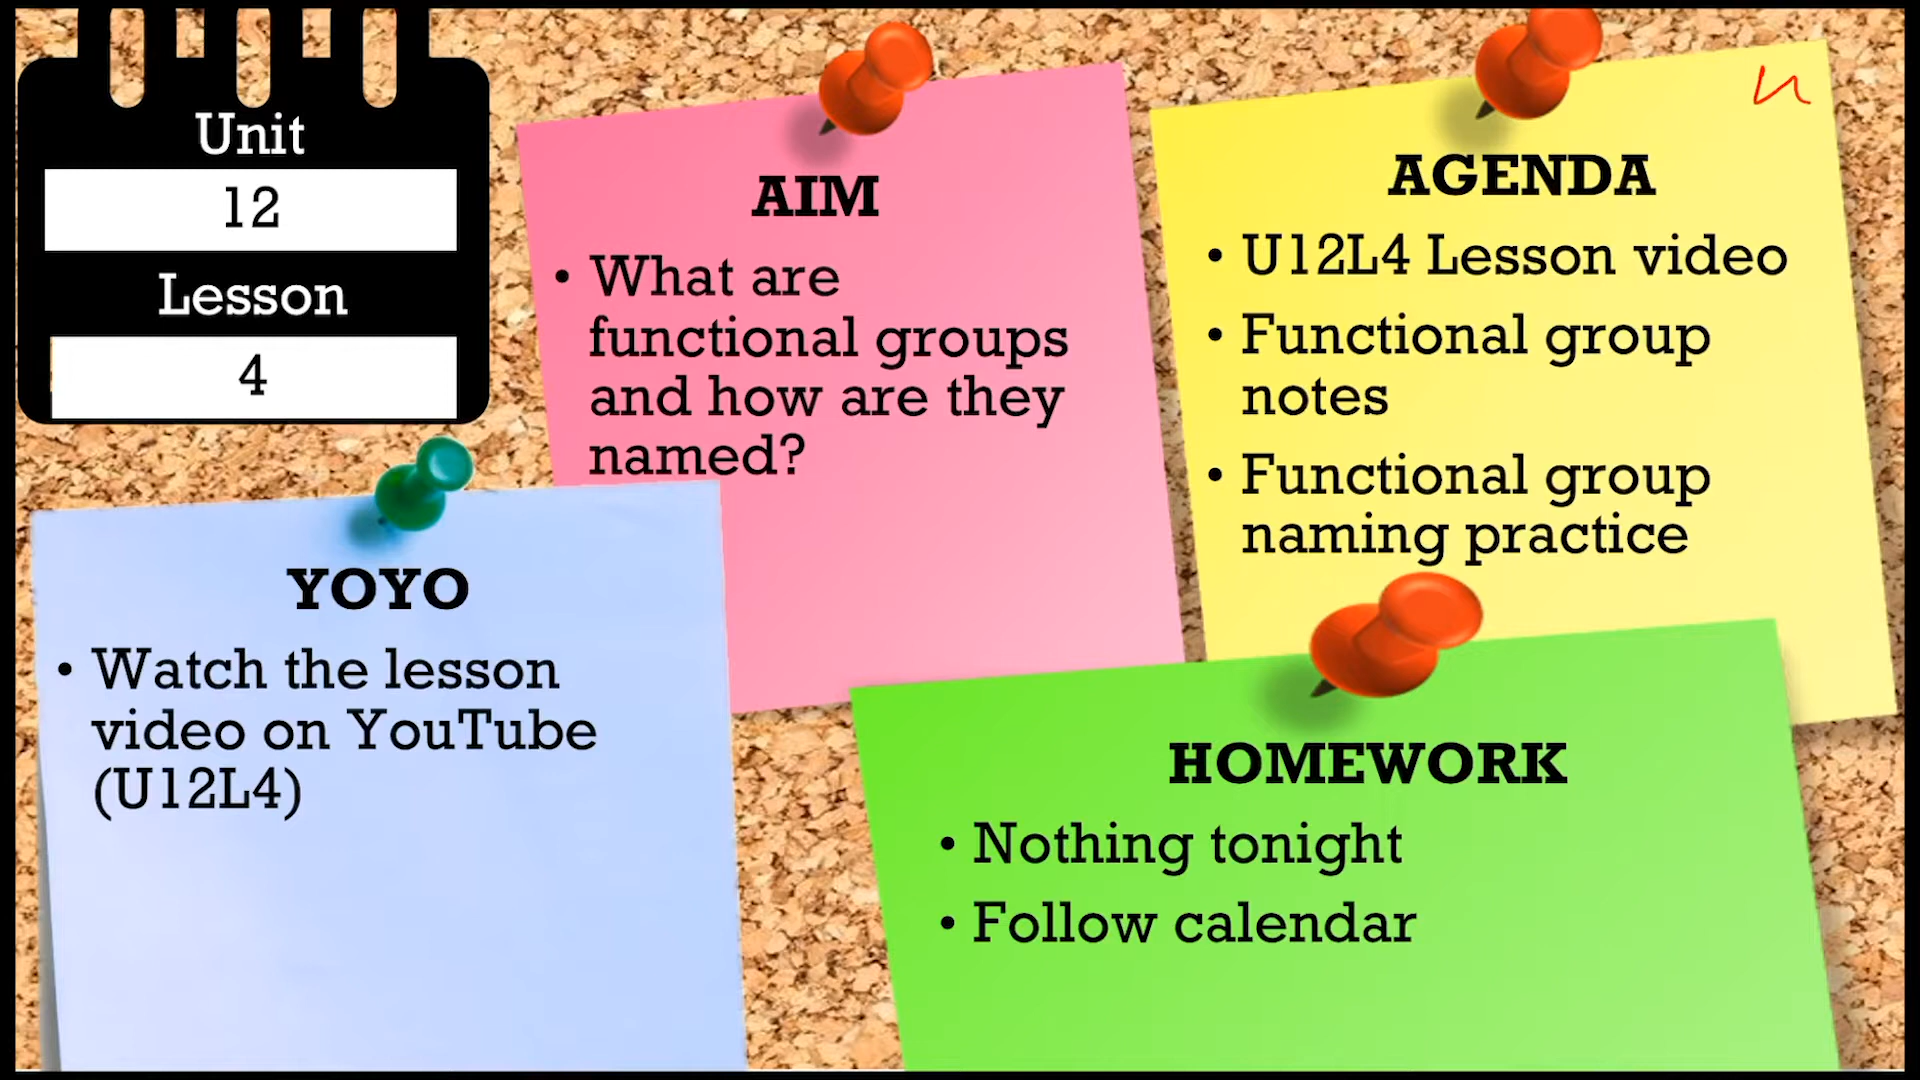 Unit
12
Lesson
4
AIM
• What are
functional groups
and how are they
named?
AGENDA
• U12L4 Lesson video
• Functional group
notes
• Functional group
naming practice
YOYO
• Watch the lesson
video on YouTube
(U12L4)
HOMEWORK
• Nothing tonight
• Follow calendar